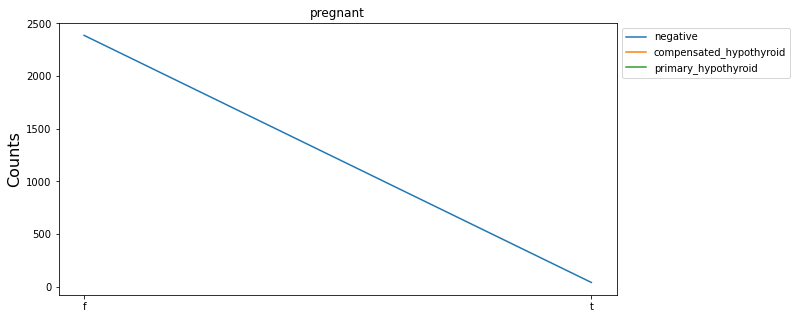 pregnant
2500
2000
1500
1000
500
0
Counts
f t
negative
compensated_hypothyroid
primary_hypothyroid